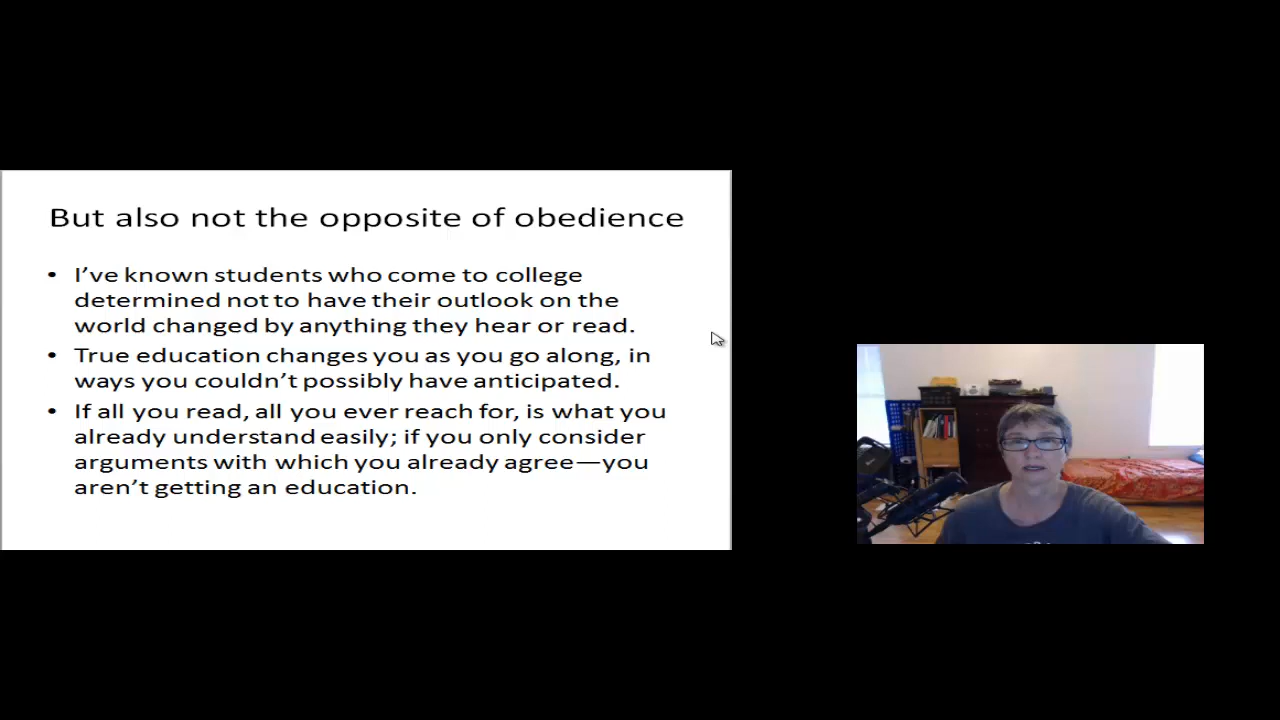 But also not the opposite of obedience
• I’ve known students who come to college
determined not to have their outlook on the
world changed by anything they hear or read.
• True education changes you as you go along, in
ways you couldn’t possibly have anticipated.
• If all you read, all you ever reach for, is what you
already understand easily; if you only consider
arguments with which you already agree—you
aren’t getting an education.